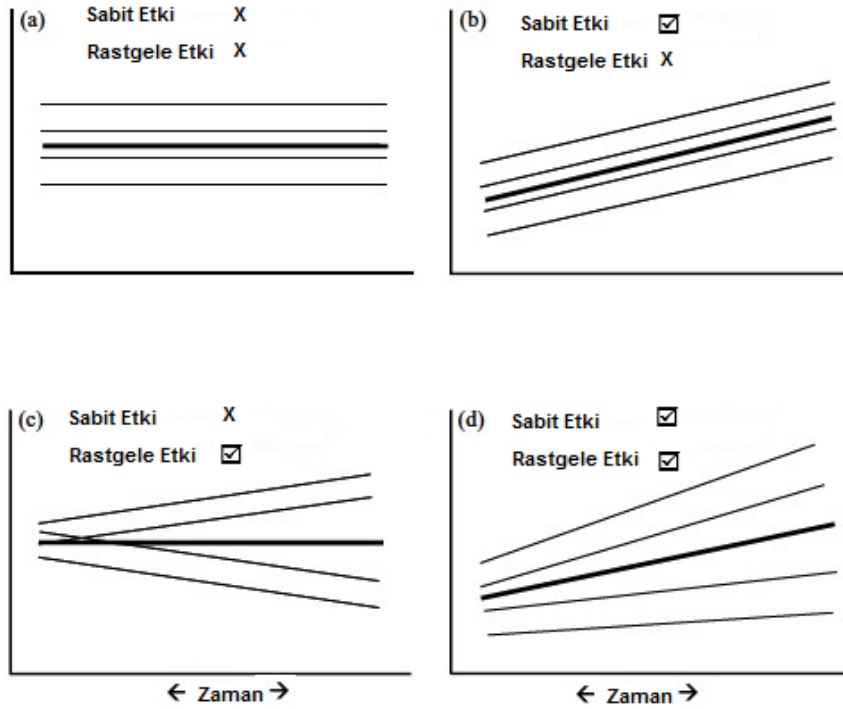 (a) Sabit Etki X
Rastgele Etki X
(b) Sabit Etki ☑
Rastgele Etki X
(c) Sabit Etki X
Rastgele Etki ☑
(d) Sabit Etki ☑
Rastgele Etki ☑
← Zaman →
← Zaman →